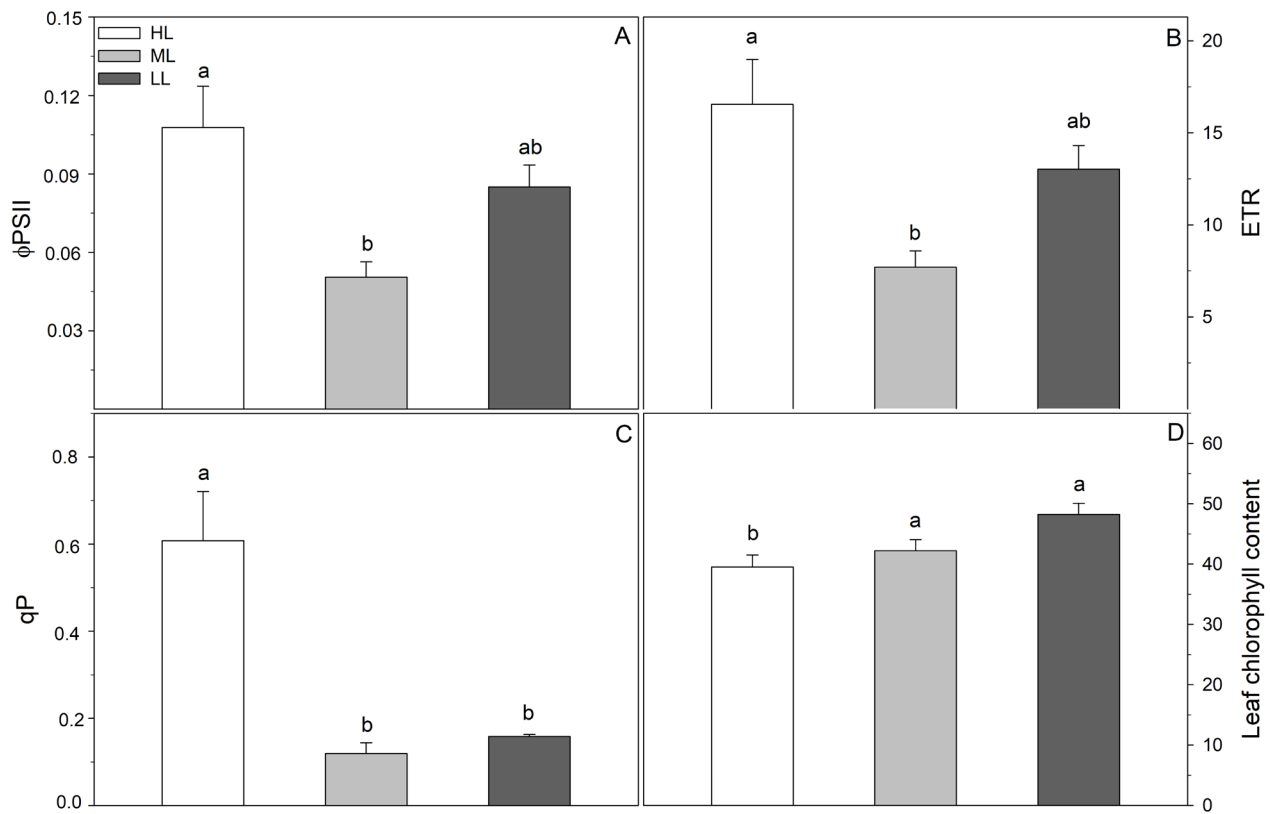 0.15
0.12
0.09
0.06
0.03
ϕPSII
HL
ML
LL
A
a
b
ab
B
a
b
ab
20
15
10
5
ETR
0.8
0.6
0.4
0.2
0.0
qP
C
a
b
b
D
b
a
a
60
50
40
30
20
10
0
Leaf chlorophyll content